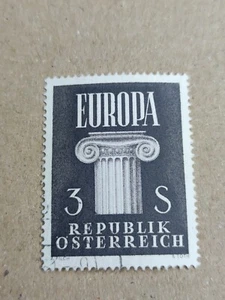 EUROPA
3 S
REPUBLIK
ÖSTERREICH